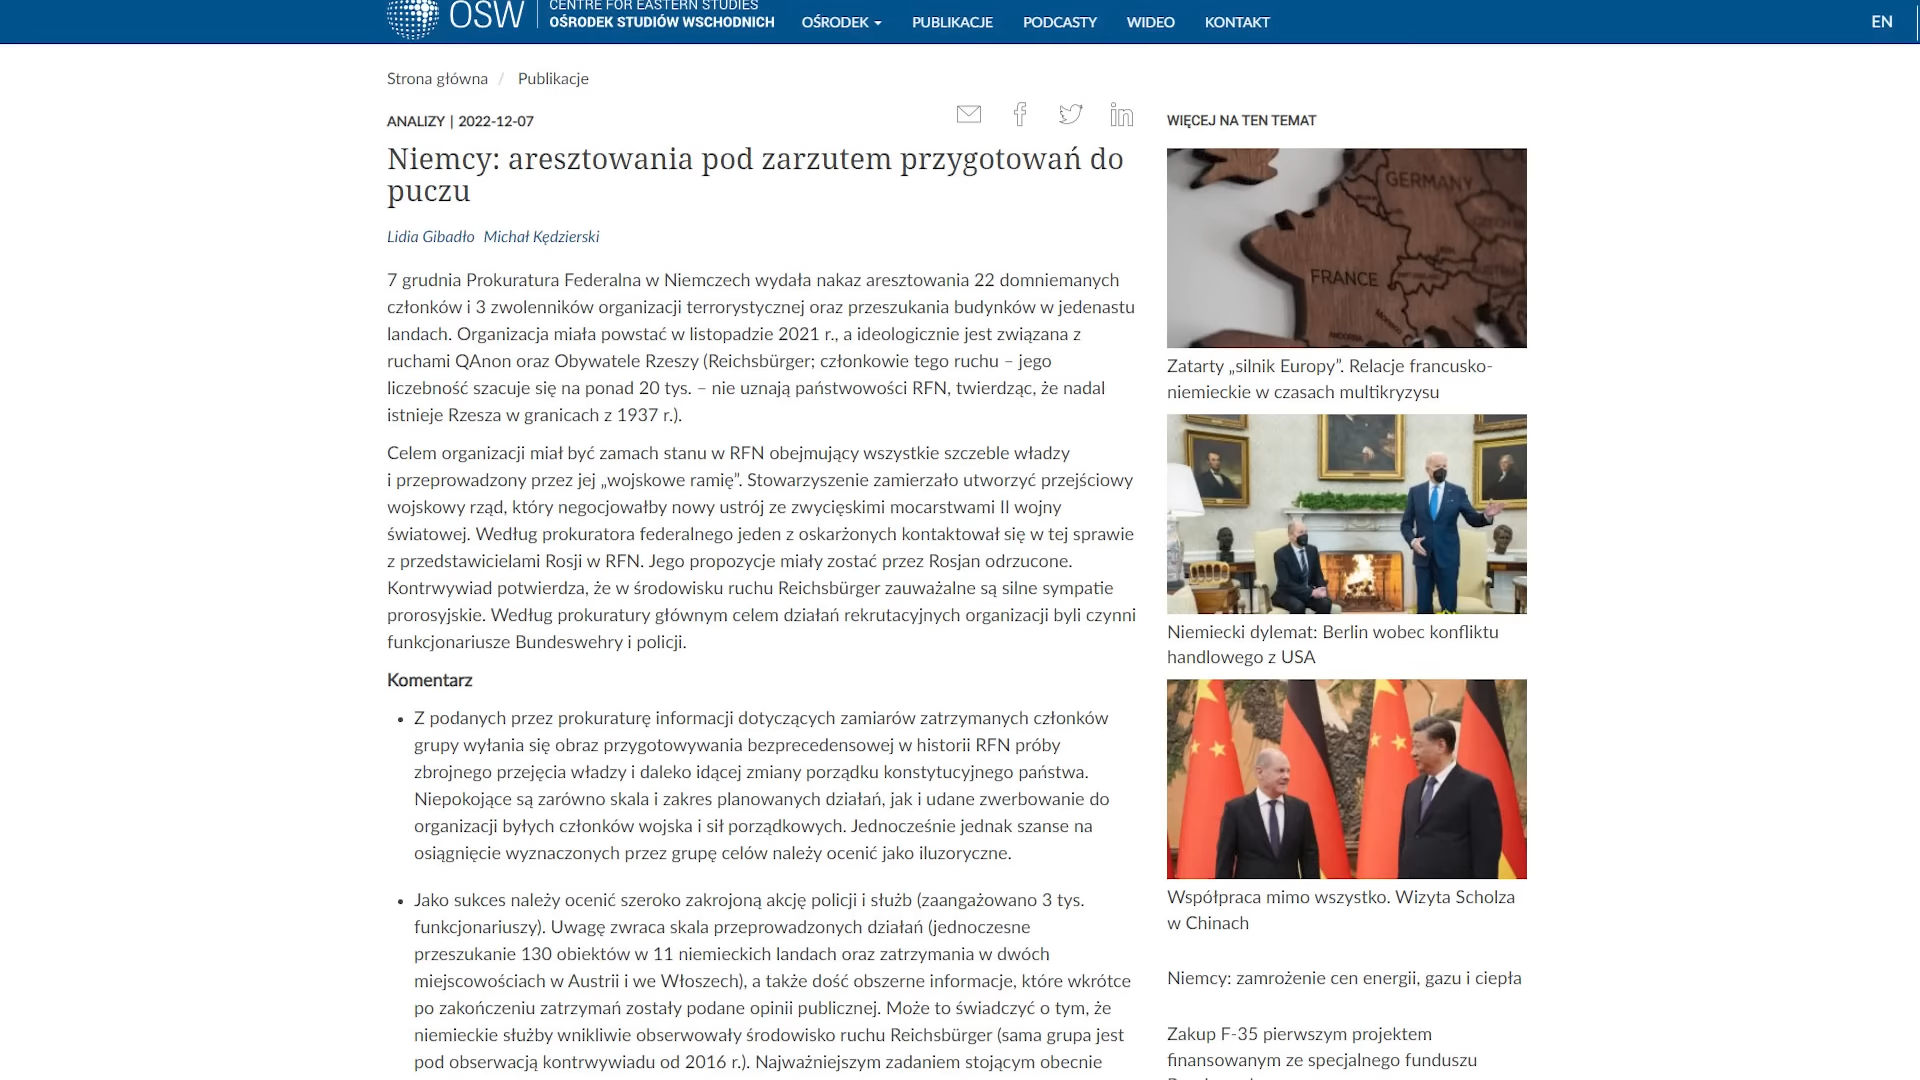 OSW
CENTRE FOR EASTERN STUDIES
OŚRODEK STUDIÓW WSCHODNICH
OŚRODEK
PUBLIKACJE
PODCASTY
WIDEO
KONTAKT
EN
Strona główna / Publikacje
ANALIZY | 2022-12-07
Niemcy: aresztowania pod zarzutem przygotowań do
puczu
Lidia Gibadło Michał Kędzierski
7 grudnia Prokuratura Federalna w Niemczech wydała nakaz aresztowania 22 domniemanych
członków i 3 zwolenników organizacji terrorystycznej oraz przeszukania budynków w jedenastu
landach. Organizacja miała powstać w listopadzie 2021 r., a ideologicznie jest związana z
ruchami QAnon oraz Obywatele Rzeszy (Reichsbürger; członkowie tego ruchu – jego
liczebność szacuje się na ponad 20 tys. – nie uznają państwowości RFN, twierdząc, że nadal
istnieje Rzesza w granicach z 1937 r.).
Celem organizacji miał być zamach stanu w RFN obejmujący wszystkie szczeble władzy
i przeprowadzony przez jej „wojskowe ramię”. Stowarzyszenie zamierzało utworzyć przejściowy
wojskowy rząd, który negocjowałby nowy ustrój ze zwycięskimi mocarstwami II wojny
światowej. Według prokuratora federalnego jeden z oskarżonych kontaktował się w tej sprawie
z przedstawicielami Rosji w RFN. Jego propozycje miały zostać przez Rosjan odrzucone.
Kontrwywiad potwierdza, że w środowisku ruchu Reichsbürger zauważalne są silne sympatie
prorosyjskie. Według prokuratury głównym celem działań rekrutacyjnych organizacji byli czynni
funkcjonariusze Bundeswehry i policji.
Komentarz
• Z podanych przez prokuraturę informacji dotyczących zamiarów zatrzymanych członków
grupy wyłania się obraz przygotowywania bezprecedensowej w historii RFN próby
zbrojnego przejęcia władzy i daleko idącej zmiany porządku konstytucyjnego państwa.
Niepokojące są zarówno skala i zakres planowanych działań, jak i udane zwerbowanie do
organizacji byłych członków wojska i sił porządkowych. Jednocześnie jednak szanse na
osiągnięcie wyznaczonych przez grupę celów należy ocenić jako iluzoryczne.
• Jako sukces należy ocenić szeroko zakrojoną akcję policji i służb (zaangażowano 3 tys.
funkcjonariuszy). Uwagę zwraca skala przeprowadzonych działań (jednoczesne
przeszukanie 130 obiektów w 11 niemieckich landach oraz zatrzymania w dwóch
miejscowościach w Austrii i we Włoszech), a także dość obszerne informacje, które wkrótce
po zakończeniu zatrzymań zostały podane opinii publicznej. Może to świadczyć o tym, że
niemieckie służby wnikliwie obserwowały środowisko ruchu Reichsbürger (sama grupa jest
pod obserwacją kontrwywiadu od 2016 r.). Najważniejszym zadaniem stojącym obecnie
WIĘCEJ NA TEN TEMAT
GERMANY
FRANCE
Zatarty „silnik Europy”. Relacje francusko-
niemieckie w czasach multikryzysu
Niemiecki dylemat: Berlin wobec konfliktu
handlowego z USA
Współpraca mimo wszystko. Wizyta Scholza
w Chinach
Niemcy: zamrożenie cen energii, gazu i ciepła
Zakup F-35 pierwszym projektem
finansowanym ze specjalnego funduszu